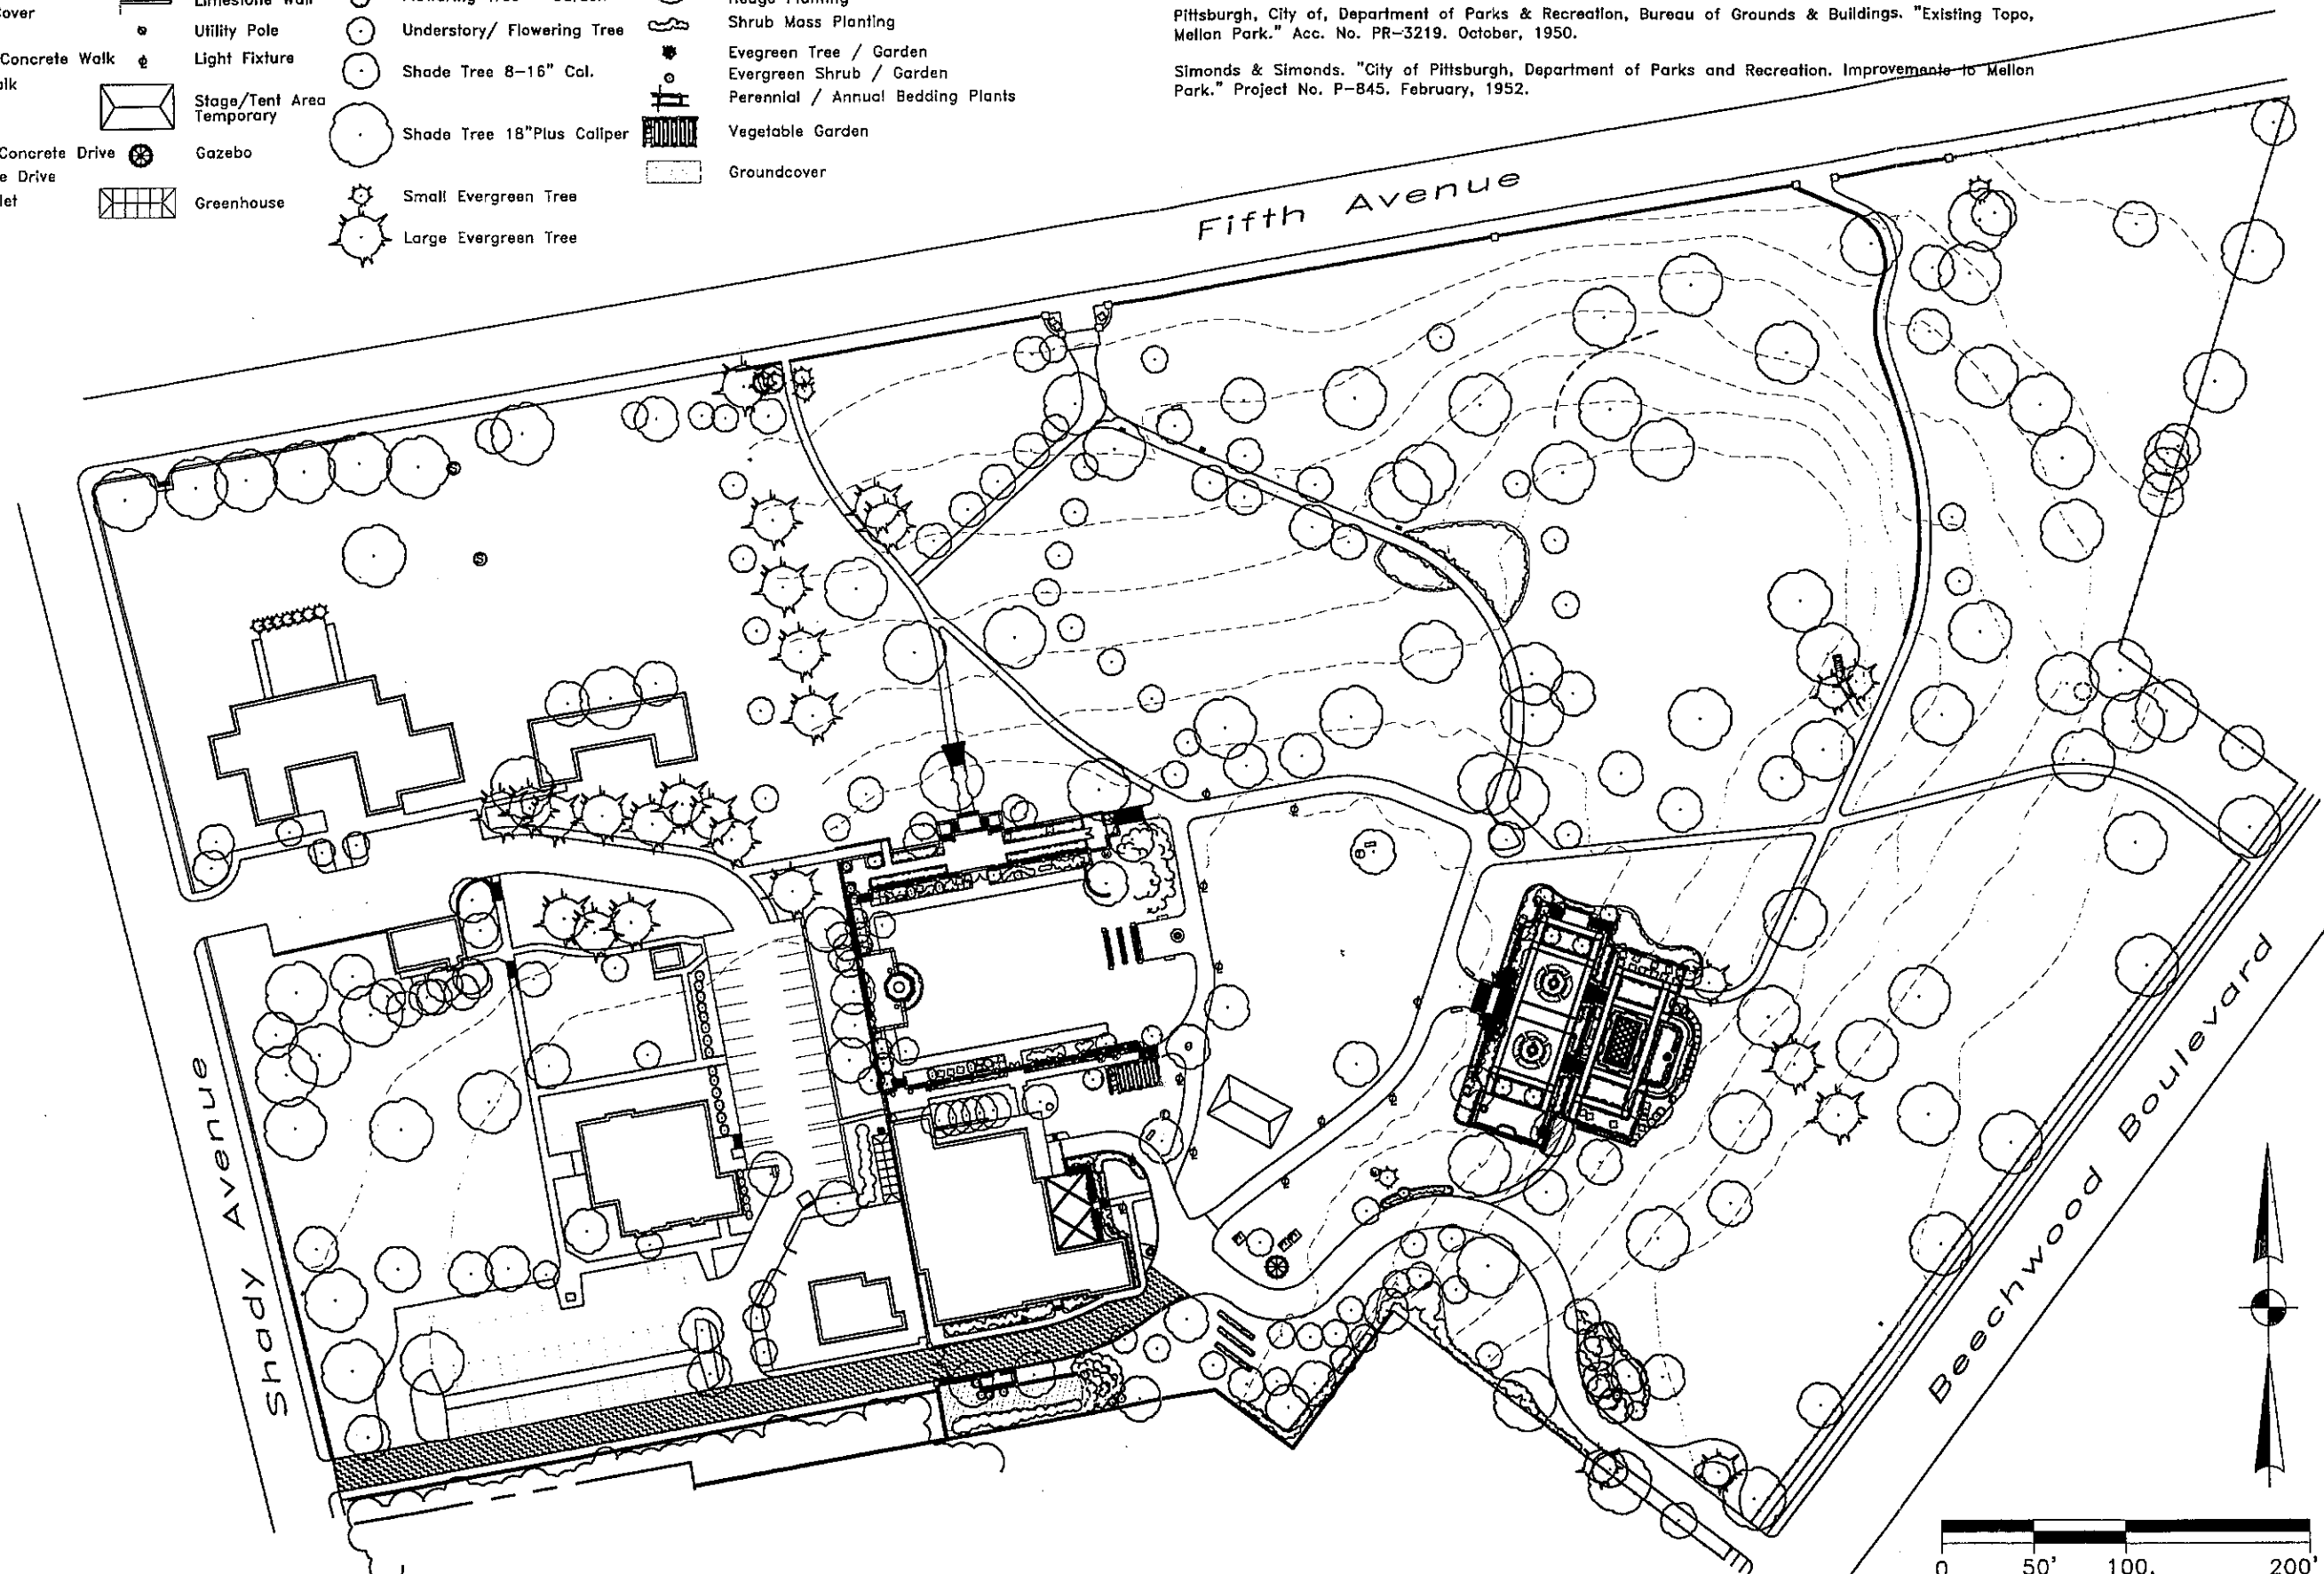 Limestone Wall
Utility Pole
Concrete Walk
Light Fixture
Stage/Tent Area
Temporary
Concrete Drive
Gazebo
Drive
Greenhouse
Understory/ Flowering Tree
Shade Tree 8-16" Cal.
Shade Tree 18"Plus Caliper
Small Evergreen Tree
Large Evergreen Tree
Shrub Mass Planting
Evegreen Tree / Garden
Evergreen Shrub / Garden
Perennial / Annual Bedding Plants
Vegetable Garden
Groundcover
Pittsburgh, City of, Department of Parks & Recreation, Bureau of Grounds & Buildings. "Existing Topo,
Mellon Park." Acc. No. PR-3219. October, 1950.
Simonds & Simonds. "City of Pittsburgh, Department of Parks and Recreation. Improvements to Mellon
Park." Project No. P-845. February, 1952.
Fifth Avenue
Shady Avenue
Beechwood Boulevard
0 50' 100. 200'